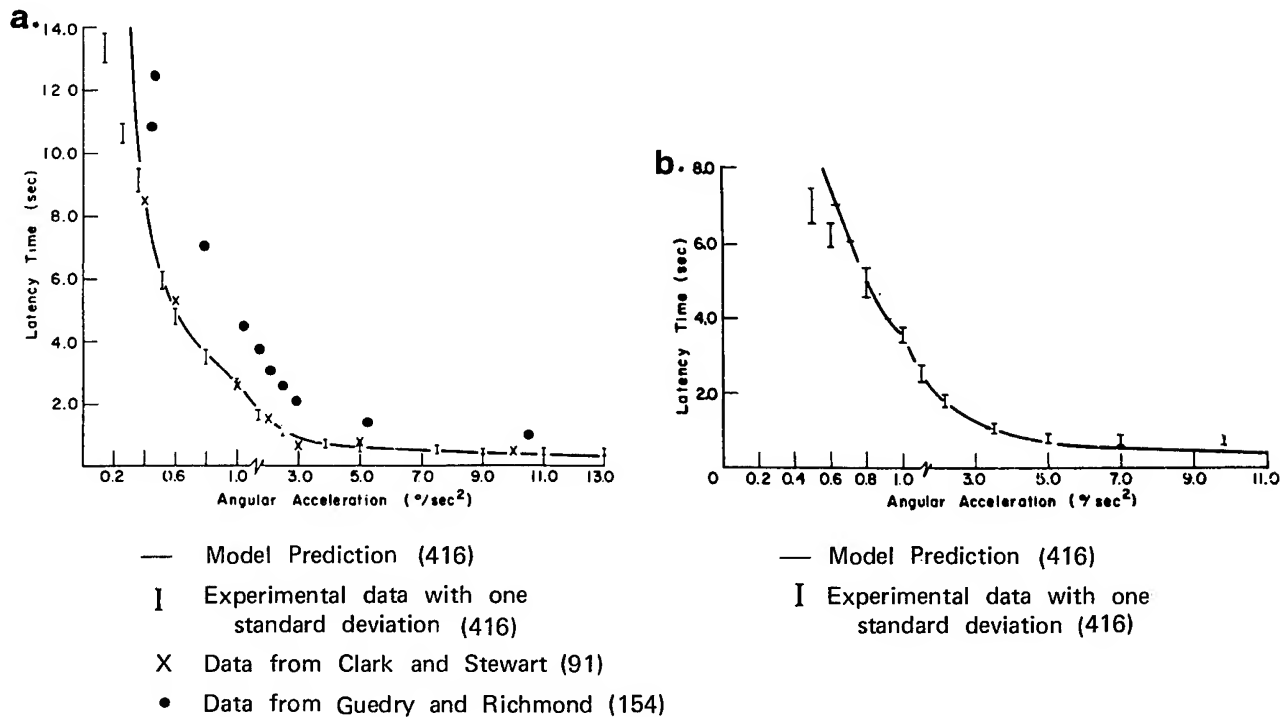 a.
14.0
12.0
10.0
8.0
6.0
4.0
2.0
Latency Time (sec)
0.2 0.6 1.0 3.0 5.0 7.0 9.0 11.0 13.0
Angular Acceleration (°/sec²)
— Model Prediction (416)
I Experimental data with one
standard deviation (416)
X Data from Clark and Stewart (91)
● Data from Guedry and Richmond (154)
b.
8.0
6.0
4.0
2.0
0
Latency Time (sec)
0 0.2 0.4 0.6 0.8 1.0 3.0 5.0 7.0 9.0 11.0
Angular Acceleration (°/sec²)
— Model Prediction (416)
I Experimental data with one
standard deviation (416)